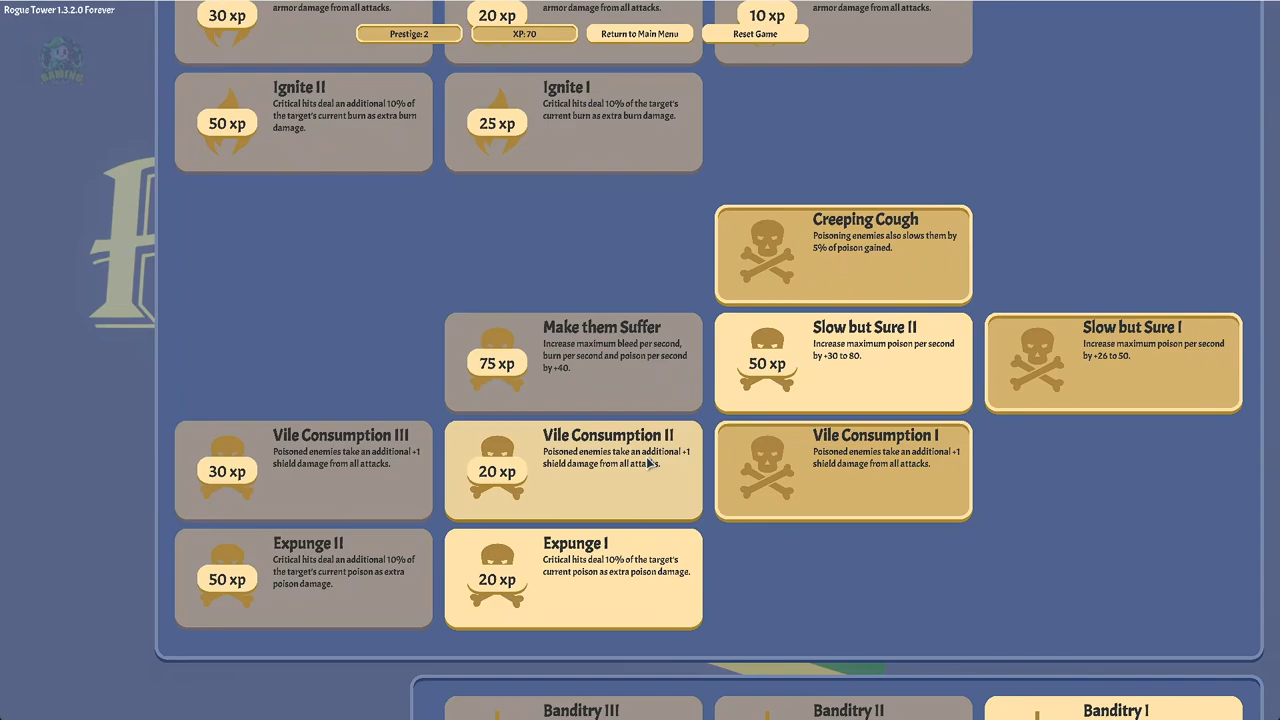 Rogue Tower 1.3.2.0 Forever
armor damage from all attacks.
armor damage from all attacks.
armor damage from all attacks.
30 xp
20 xp
10 xp
Prestige: 2
XP: 70
Return to Main Menu
Reset Game
Ignite II
Critical hits deal an additional 10% of
the target's current burn as extra burn
damage.
50 xp
Ignite I
Critical hits deal 10% of the target's
current burn as extra burn damage.
25 xp
Creeping Cough
Poisoning enemies also slows them by
5% of poison gained.
Make them Suffer
Increase maximum bleed per second,
burn per second and poison per second
by +40.
75 xp
Slow but Sure II
Increase maximum poison per second
by +30 to 80.
50 xp
Slow but Sure I
Increase maximum poison per second
by +26 to 50.
Vile Consumption III
Poisoned enemies take an additional +1
shield damage from all attacks.
30 xp
Vile Consumption II
Poisoned enemies take an additional +1
shield damage from all attacks.
20 xp
Vile Consumption I
Poisoned enemies take an additional +1
shield damage from all attacks.
Expunge II
Critical hits deal an additional 10% of
the target's current poison as extra
poison damage.
50 xp
Expunge I
Critical hits deal 10% of the target's
current poison as extra poison damage.
20 xp
Banditry III
Banditry II
Banditry I
GAMING